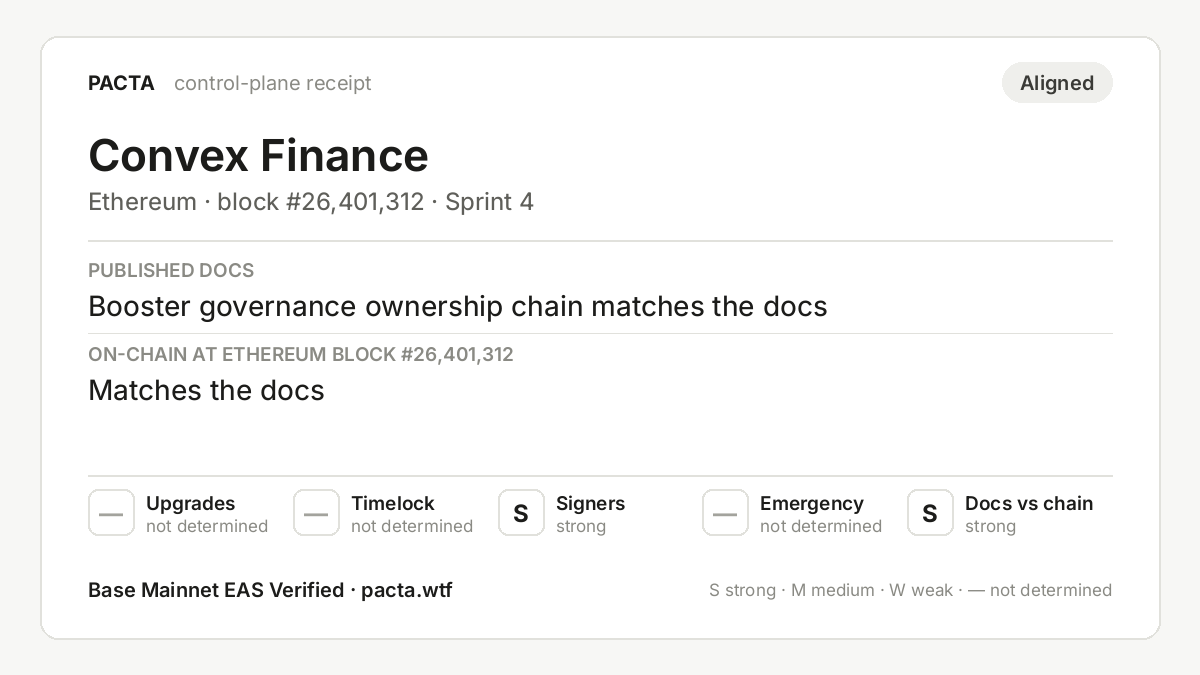 PACTA control-plane receipt
Aligned
Convex Finance
Ethereum · block #26,401,312 · Sprint 4
PUBLISHED DOCS
Booster governance ownership chain matches the docs
ON-CHAIN AT ETHEREUM BLOCK #26,401,312
Matches the docs
— Upgrades
not determined
— Timelock
not determined
S Signers
strong
— Emergency
not determined
S Docs vs chain
strong
Base Mainnet EAS Verified · pacta.wtf
S strong · M medium · W weak · — not determined